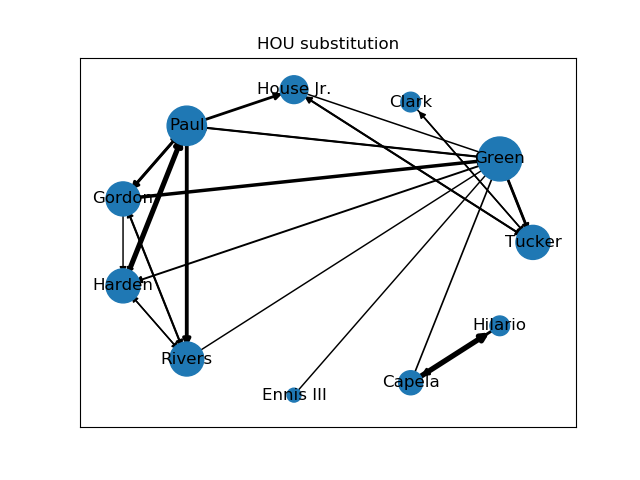 HOU substitution
House Jr.
Clark
Paul
Green
Gordon
Tucker
Harden
Hilario
Rivers
Capela
Ennis III